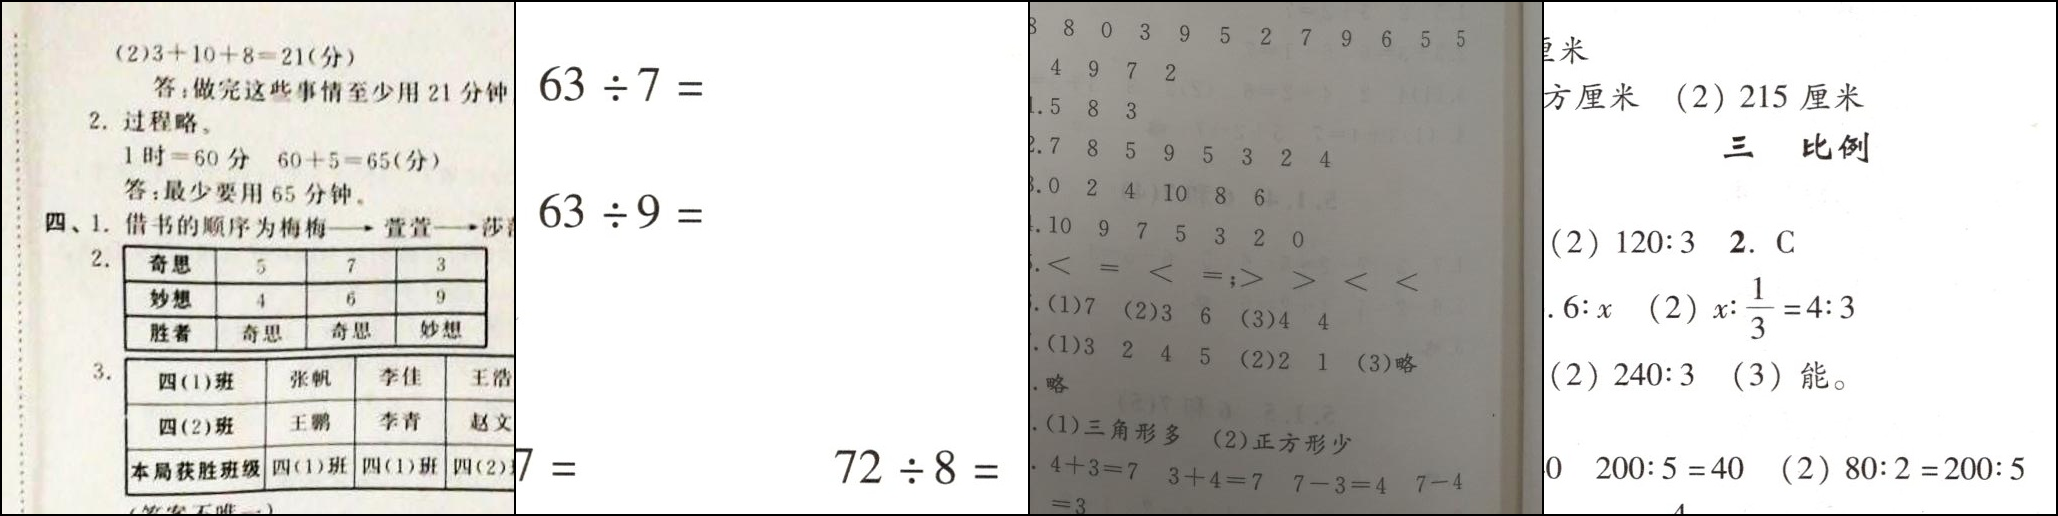 (2)3+10+8=21(分)
答:做完这些事情至少用 21 分钟
2. 过程略。
1 时=60 分 60+5=65(分)
答:最少要用 65 分钟。
四、1. 借书的顺序为梅梅→萱萱→莎
2.
奇思 5 7 3
妙想 4 6 9
胜者 奇思 奇思 妙想
3.
四(1)班 张帆 李佳 王浩
四(2)班 王鹏 李青 赵文
本局获胜班级 四(1)班 四(1)班 四(2)
63 ÷ 7 =
63 ÷ 9 =
7 =
72 ÷ 8 =
8 8 0 3 9 5 2 7 9 6 5 5
4 9 7 2
.5 8 3
2.7 8 5 9 5 3 2 4
.0 2 4 10 8 6
.10 9 7 5 3 2 0
.< = < =;> > < <
.(1)7 (2)3 6 (3)4 4
.(1)3 2 4 5 (2)2 1 (3)略
.略
.(1)三角形多 (2)正方形少
. 4+3=7 3+4=7 7-3=4 7-4
=3
厘米
方厘米 (2) 215 厘米
三 比例
(2) 120:3 2. C
. 6:x (2) x:1/3=4:3
(2) 240:3 (3) 能。
0 200:5=40 (2) 80:2=200:5